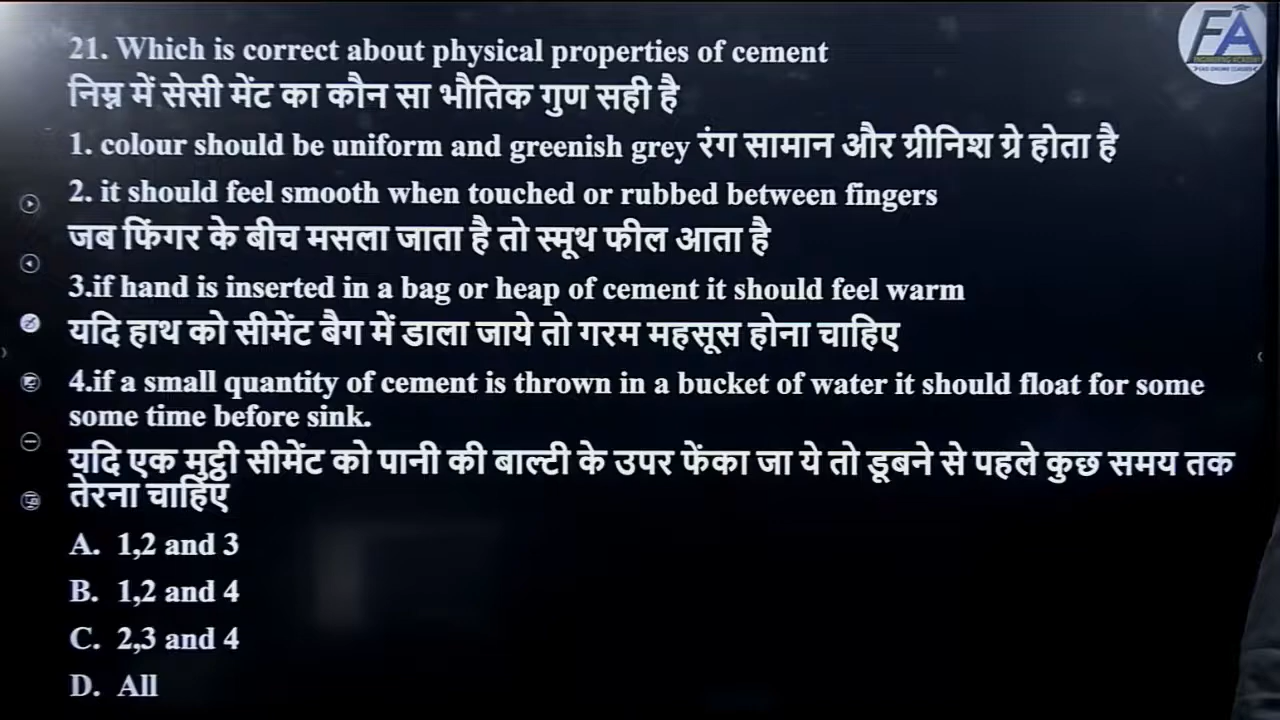 21. Which is correct about physical properties of cement
निम्न में सेसी मेंट का कौन सा भौतिक गुण सही है
1. colour should be uniform and greenish grey रंग सामान और ग्रीनिश ग्रे होता है
2. it should feel smooth when touched or rubbed between fingers
जब फिंगर के बीच मसला जाता है तो स्मूथ फील आता है
3.if hand is inserted in a bag or heap of cement it should feel warm
यदि हाथ को सीमेंट बैग में डाला जाये तो गरम महसूस होना चाहिए
4.if a small quantity of cement is thrown in a bucket of water it should float for some
some time before sink.
यदि एक मुट्ठी सीमेंट को पानी की बाल्टी के उपर फेंका जा ये तो डूबने से पहले कुछ समय तक
तेरना चाहिए
A. 1,2 and 3
B. 1,2 and 4
C. 2,3 and 4
D. All
EA
ENGINEERING ACADEMY